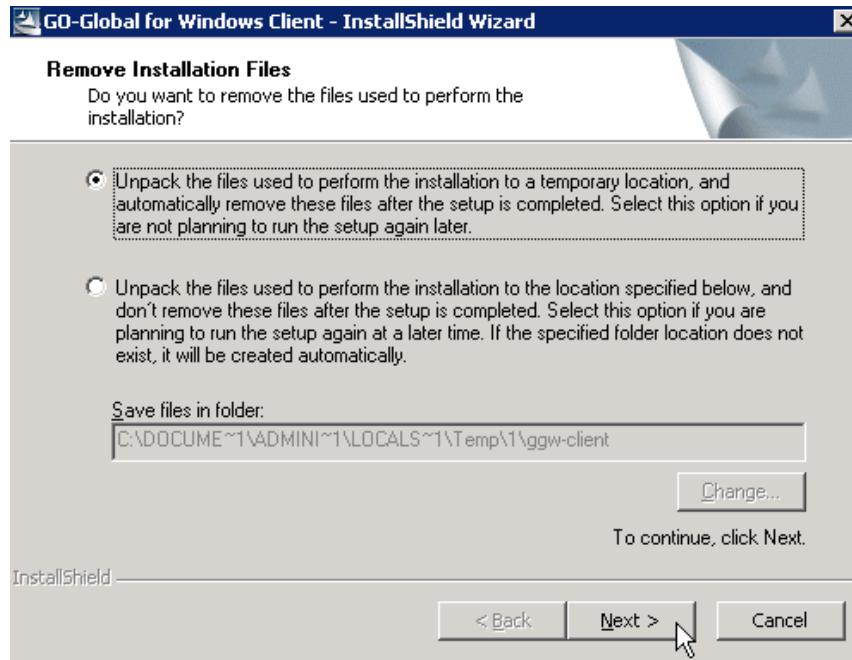 GO-Global for Windows Client - InstallShield Wizard
Remove Installation Files
Do you want to remove the files used to perform the
installation?
Unpack the files used to perform the installation to a temporary location, and
automatically remove these files after the setup is completed. Select this option if you
are not planning to run the setup again later.
Unpack the files used to perform the installation to the location specified below, and
don´t remove these files after the setup is completed. Select this option if you are
planning to run the setup again at a later time. If the specified folder location does not
exist, it will be created automatically.
Save files in folder:
C:\DOCUME~1\ADMINI~1\LOCALS~1\Temp\1\ggw-client
Change...
To continue, click Next.
InstallShield
< Back Next > Cancel